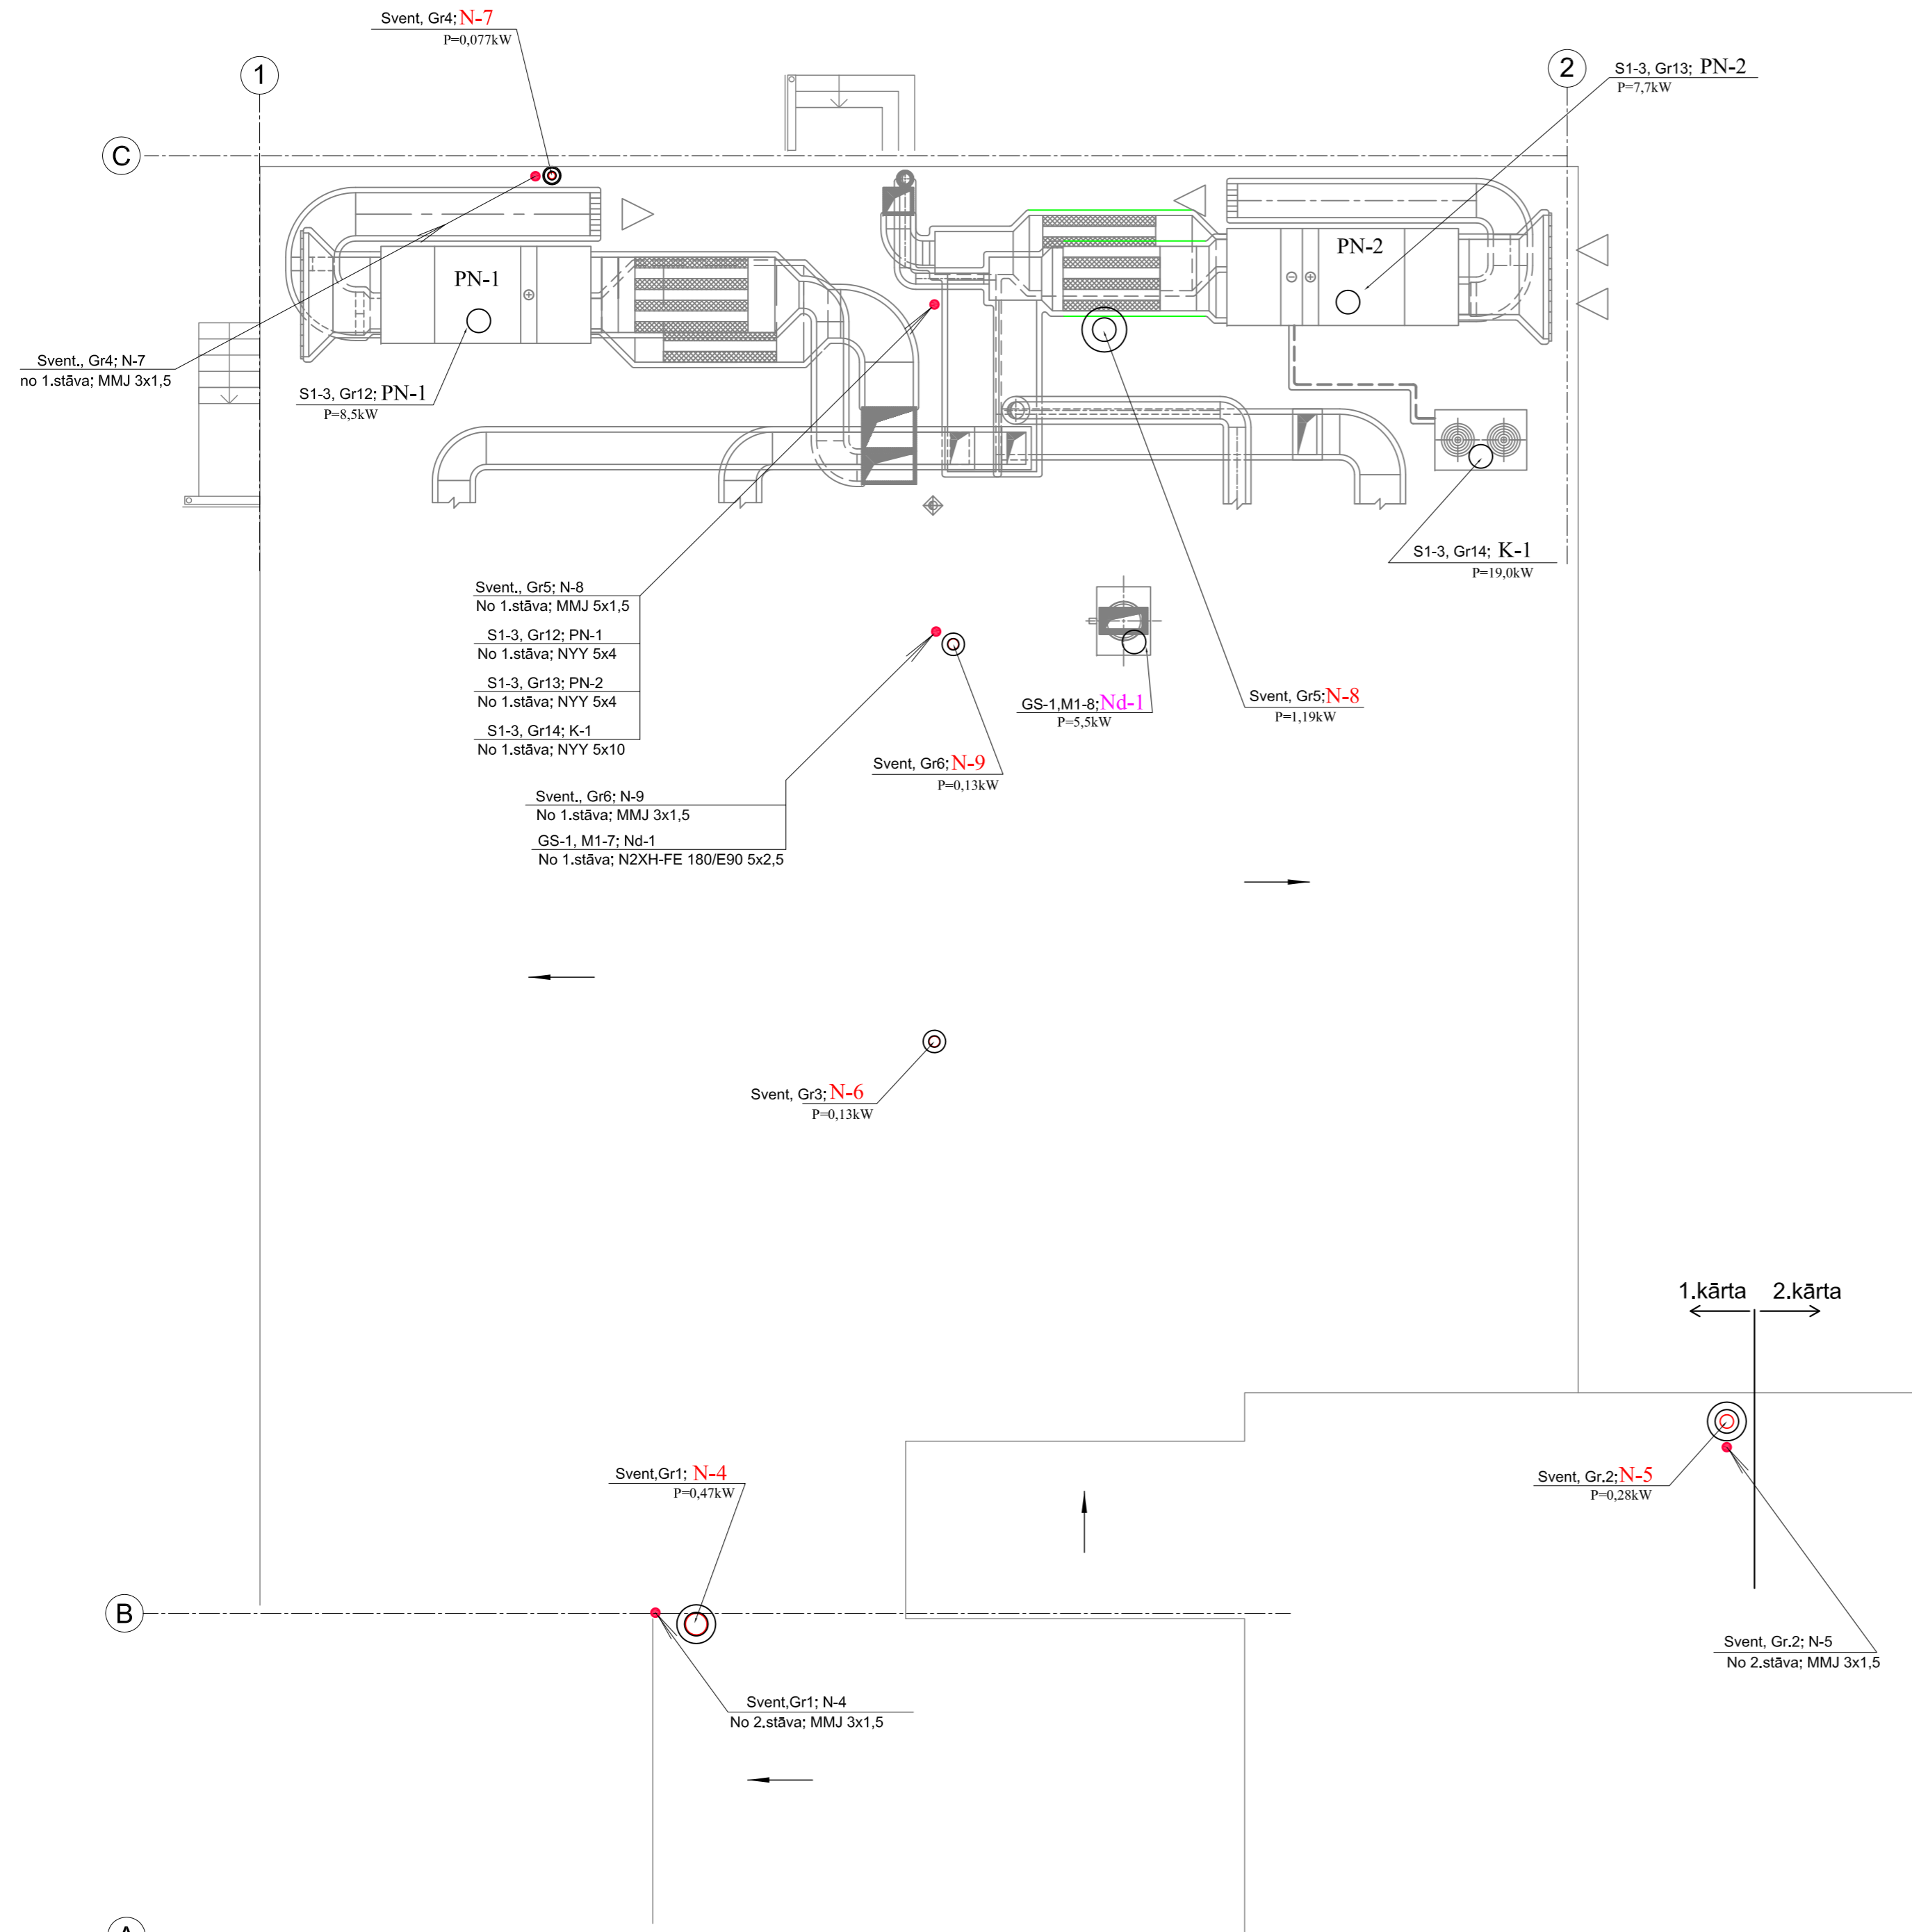 Svent, Gr4; N-7
P=0,077kW
1
2
S1-3, Gr13; PN-2
P=7,7kW
C
PN-1
PN-2
Svent., Gr4; N-7
no 1.stāva; MMJ 3x1,5
S1-3, Gr12; PN-1
P=8,5kW
S1-3, Gr14; K-1
P=19,0kW
Svent., Gr5; N-8
No 1.stāva; MMJ 5x1,5
S1-3, Gr12; PN-1
No 1.stāva; NYY 5x4
S1-3, Gr13; PN-2
No 1.stāva; NYY 5x4
S1-3, Gr14; K-1
No 1.stāva; NYY 5x10
GS-1,M1-8; Nd-1
P=5,5kW
Svent, Gr5; N-8
P=1,19kW
Svent, Gr6; N-9
P=0,13kW
Svent., Gr6; N-9
No 1.stāva; MMJ 3x1,5
GS-1, M1-7; Nd-1
No 1.stāva; N2XH-FE 180/E90 5x2,5
Svent, Gr3; N-6
P=0,13kW
1.kārta 2.kārta
Svent,Gr1; N-4
P=0,47kW
Svent, Gr.2; N-5
P=0,28kW
B
Svent, Gr.2; N-5
No 2.stāva; MMJ 3x1,5
Svent,Gr1; N-4
No 2.stāva; MMJ 3x1,5
A